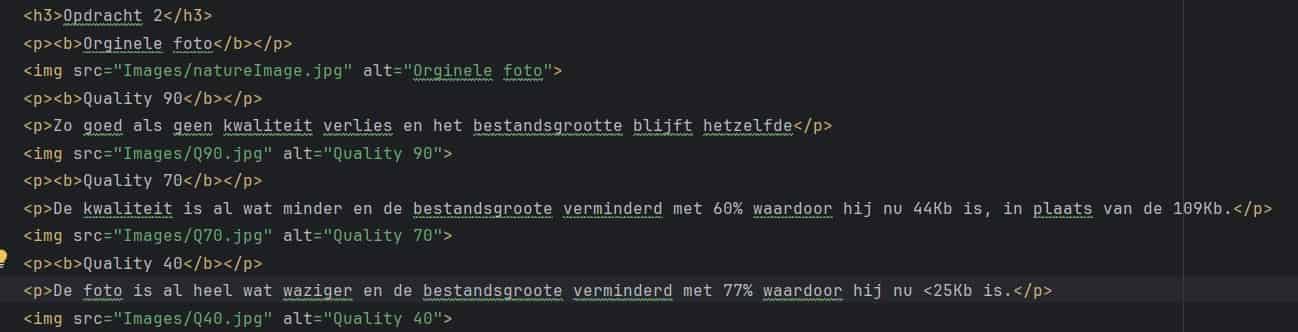 <h3>Opdracht 2</h3>
<p><b>Orginele foto</b></p>
<img src="Images/natureImage.jpg" alt="Orginele foto">
<p><b>Quality 90</b></p>
<p>Zo goed als geen kwaliteit verlies en het bestandsgrootte blijft hetzelfde</p>
<img src="Images/Q90.jpg" alt="Quality 90">
<p><b>Quality 70</b></p>
<p>De kwaliteit is al wat minder en de bestandsgroote verminderd met 60% waardoor hij nu 44Kb is, in plaats van de 109Kb.</p>
<img src="Images/Q70.jpg" alt="Quality 70">
<p><b>Quality 40</b></p>
<p>De foto is al heel wat waziger en de bestandsgroote verminderd met 77% waardoor hij nu <25Kb is.</p>
<img src="Images/Q40.jpg" alt="Quality 40">